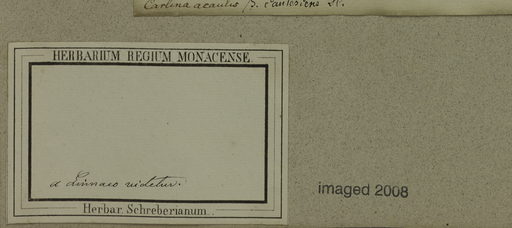 Carlina acaulis β. caulescens
HERBARIUM REGIUM MONACENSE
a Linnaeo videtur.
Herbar. Schreberianum.
imaged 2008